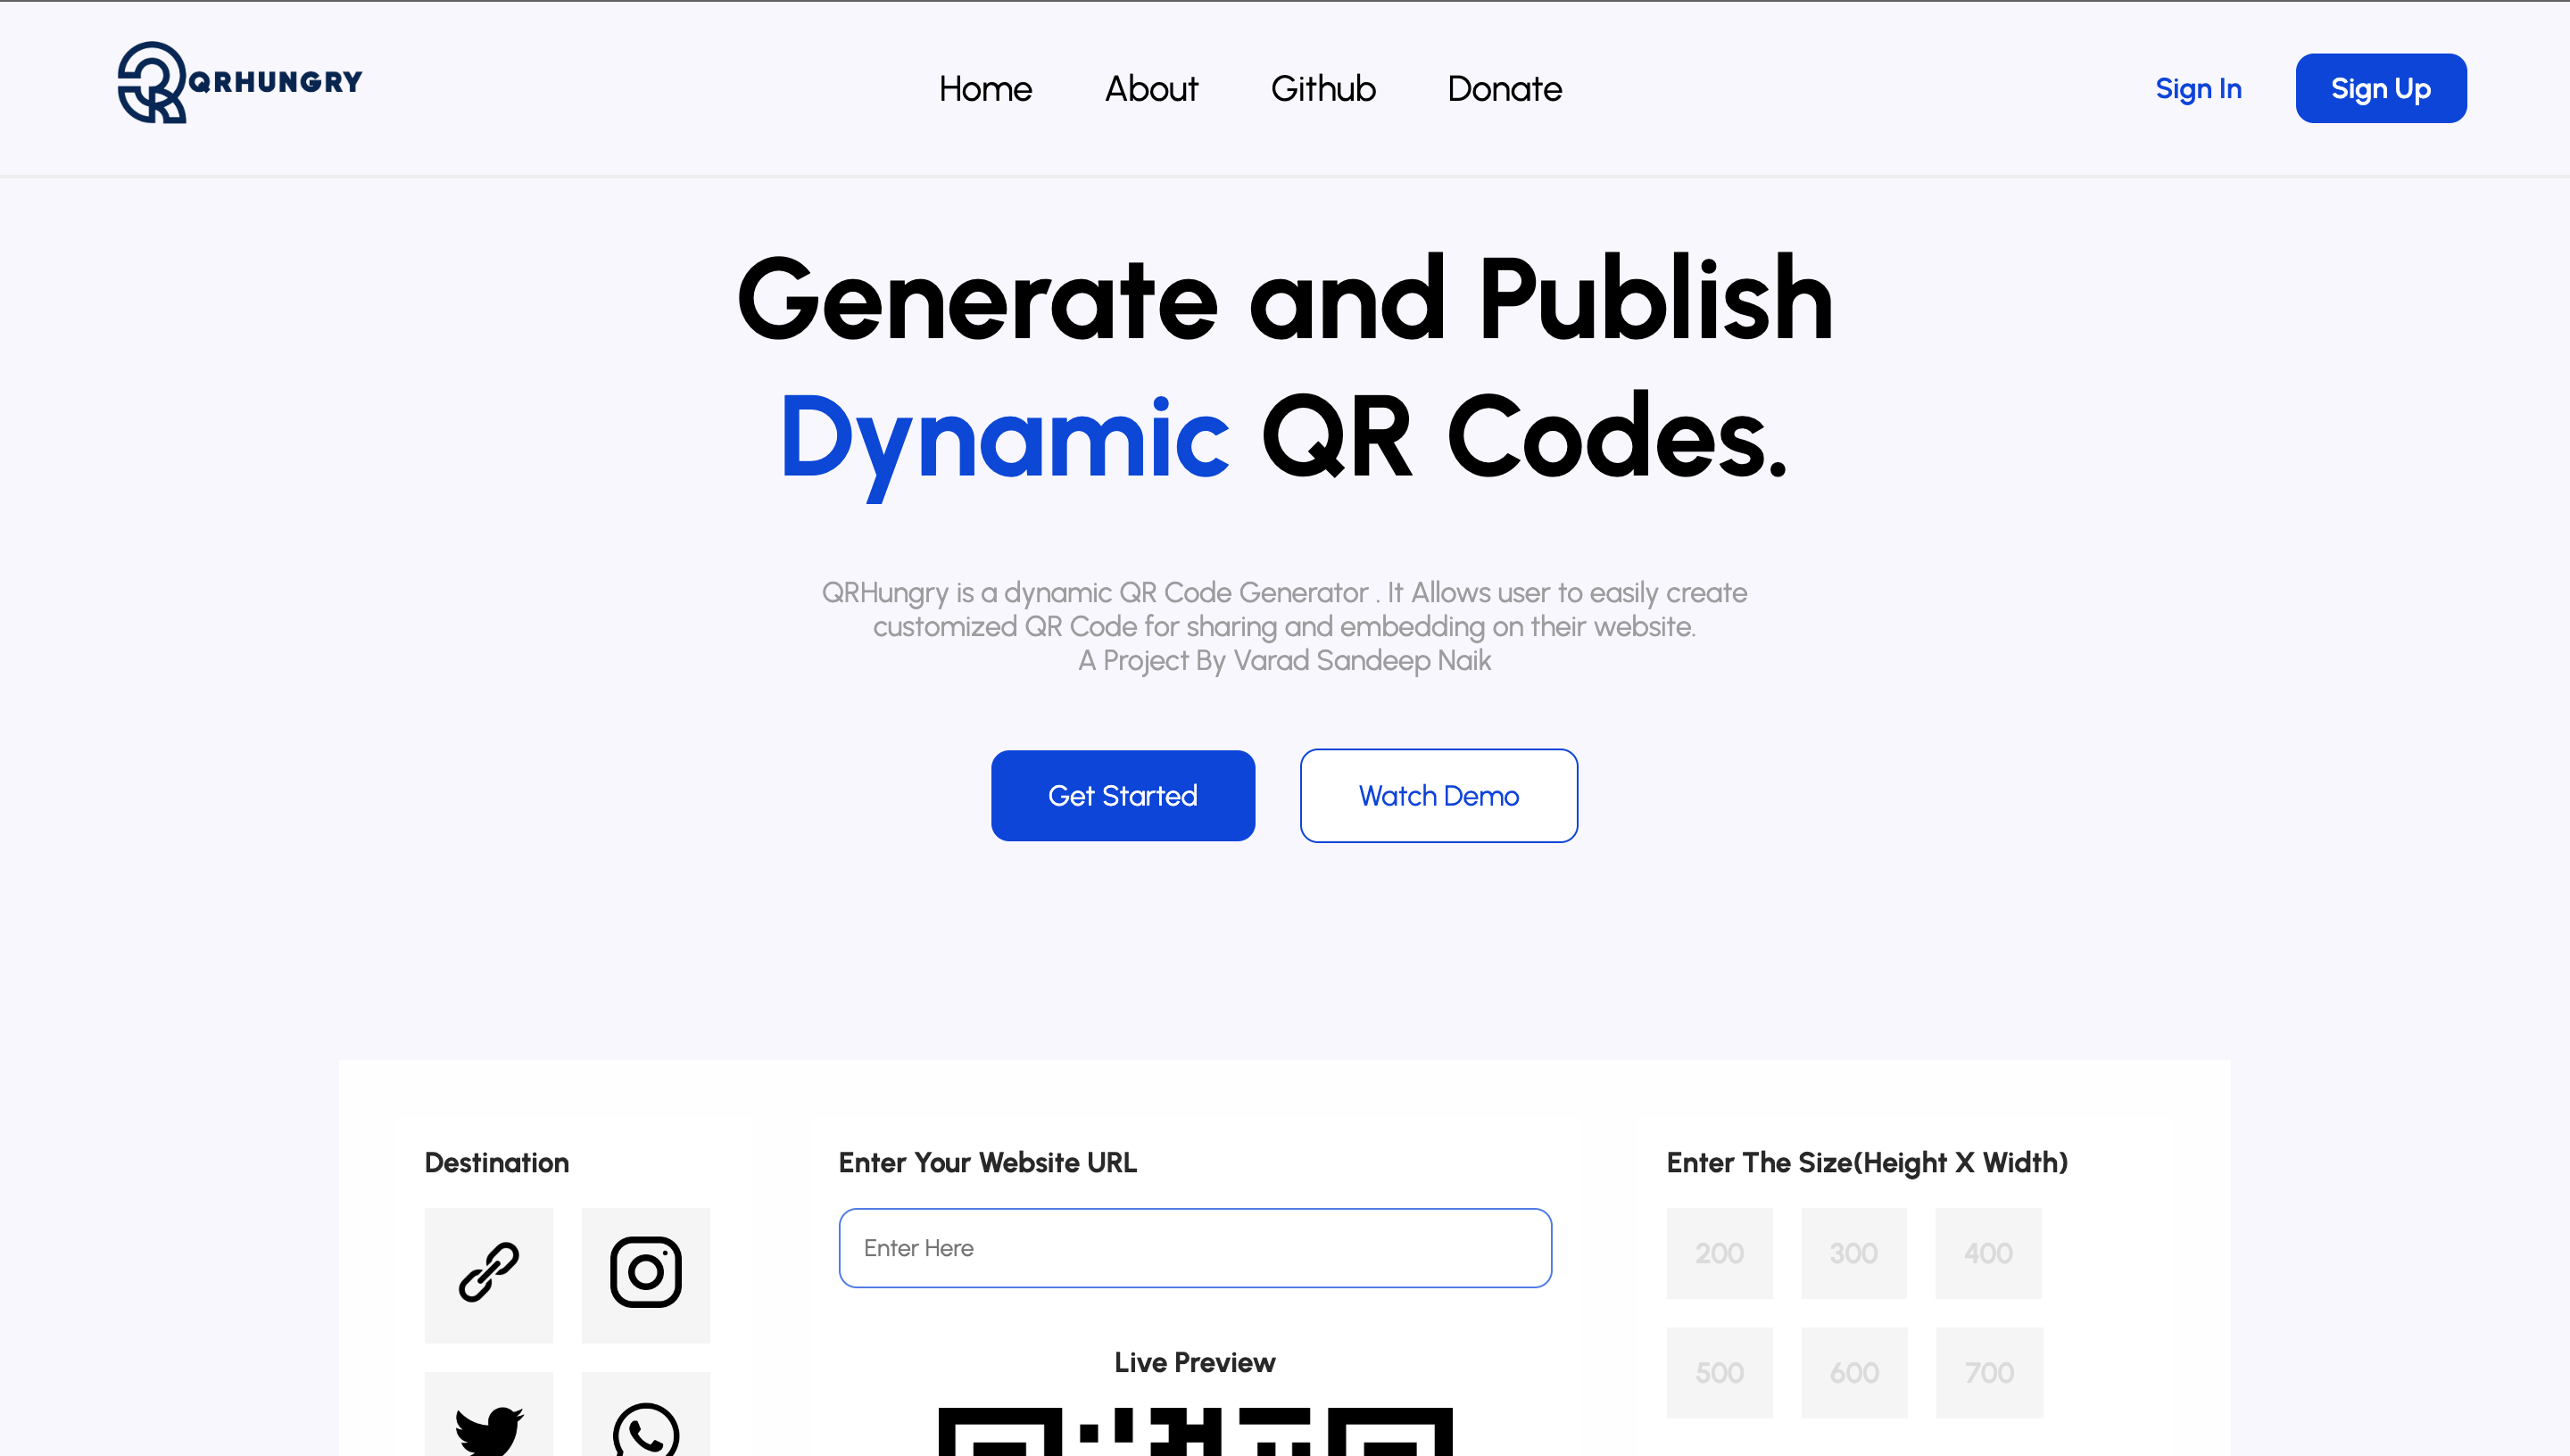 QRHUNGRY
Home About Github Donate
Sign In Sign Up
Generate and Publish
Dynamic QR Codes.
QRHungry is a dynamic QR Code Generator . It Allows user to easily create
customized QR Code for sharing and embedding on their website.
A Project By Varad Sandeep Naik
Get Started Watch Demo
Destination
Enter Your Website URL
Enter Here
Live Preview
Enter The Size(Height X Width)
200 300 400
500 600 700